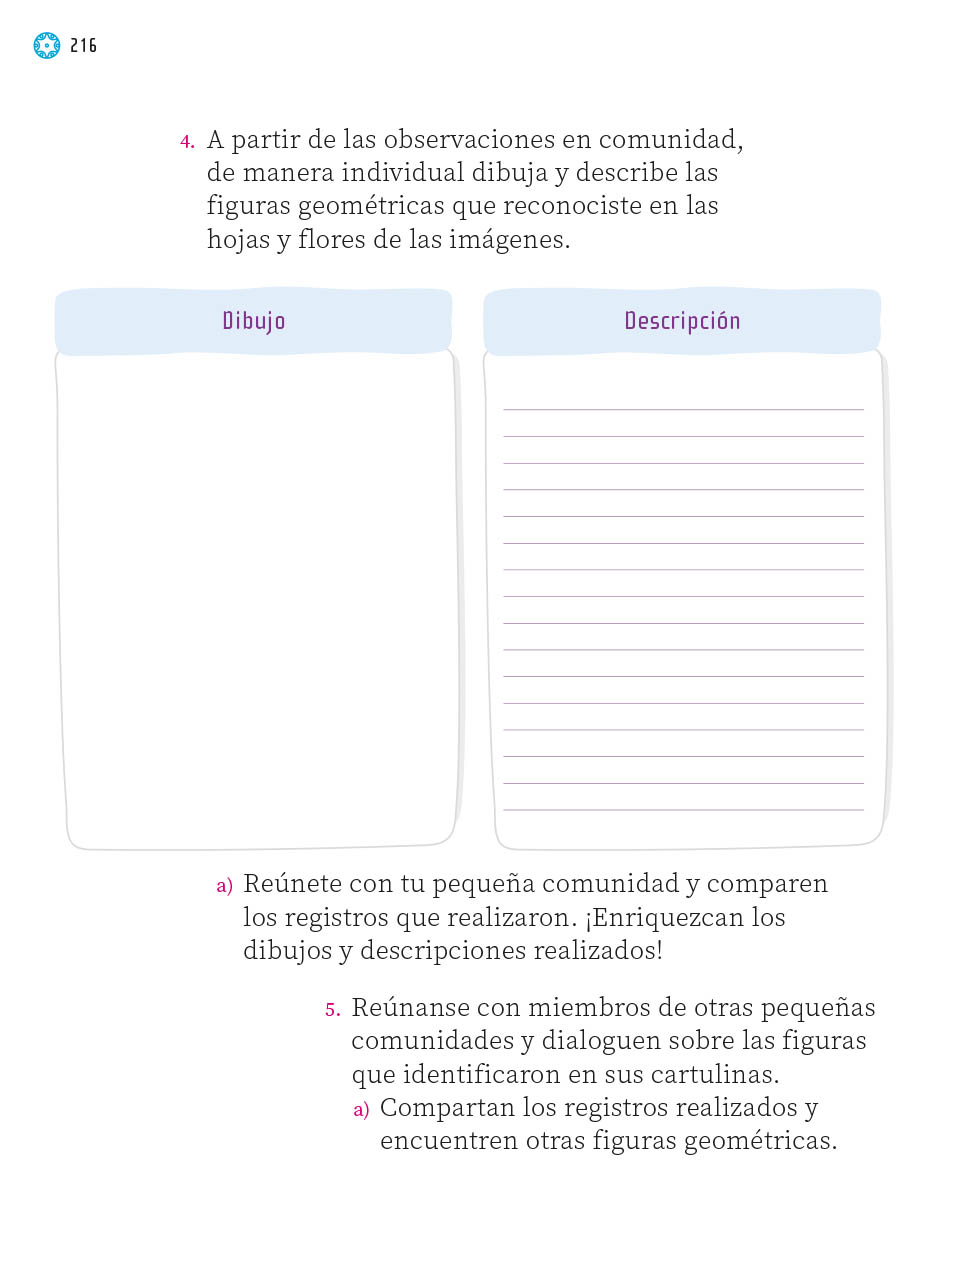 216
4. A partir de las observaciones en comunidad,
de manera individual dibuja y describe las
figuras geométricas que reconociste en las
hojas y flores de las imágenes.
Dibujo
Descripción
a) Reúnete con tu pequeña comunidad y comparen
los registros que realizaron. ¡Enriquezcan los
dibujos y descripciones realizados!
5. Reúnanse con miembros de otras pequeñas
comunidades y dialoguen sobre las figuras
que identificaron en sus cartulinas.
a) Compartan los registros realizados y
encuentren otras figuras geométricas.